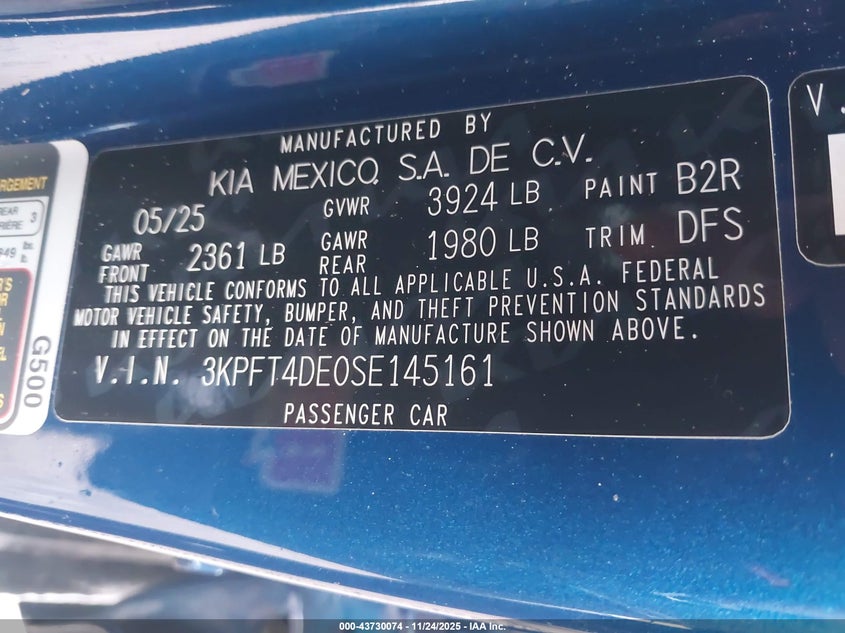 MANUFACTURED BY
KIA MEXICO, S.A. DE C.V.
05/25 GVWR 3924 LB PAINT B2R
GAWR FRONT 2361 LB GAWR REAR 1980 LB TRIM DFS
THIS VEHICLE CONFORMS TO ALL APPLICABLE U.S.A. FEDERAL
MOTOR VEHICLE SAFETY, BUMPER, AND THEFT PREVENTION STANDARDS
IN EFFECT ON THE DATE OF MANUFACTURE SHOWN ABOVE.
V.I.N. 3KPFT4DE0SE145161
PASSENGER CAR
REAR
3
G500
V.
000-43730074 - 11/24/2025 - IAA Inc.